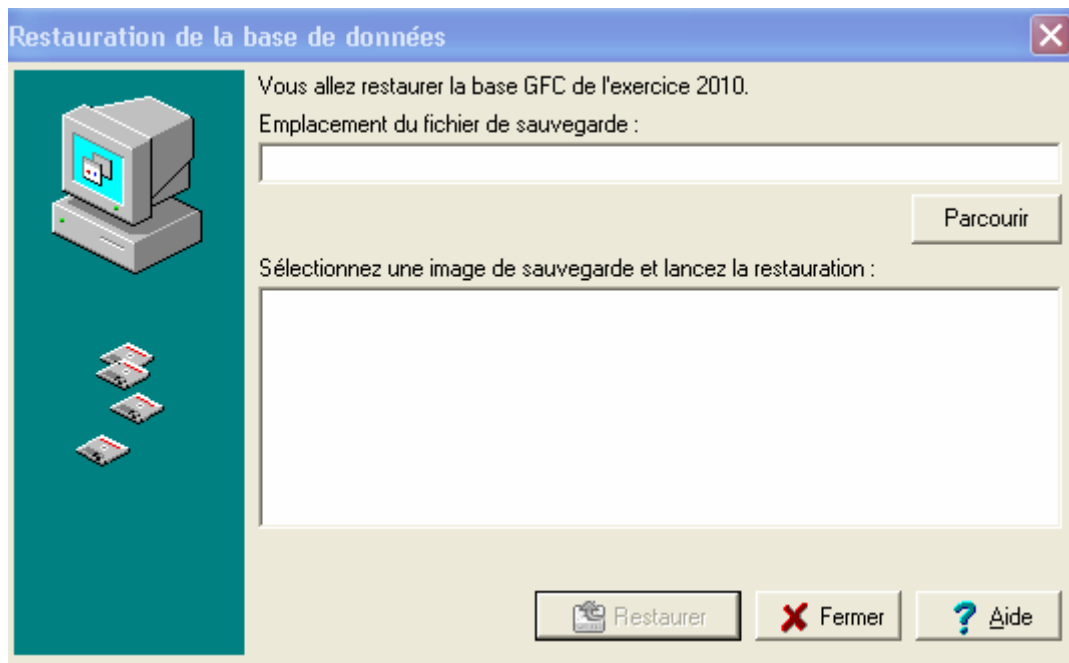 Restauration de la base de données
Vous allez restaurer la base GFC de l'exercice 2010.
Emplacement du fichier de sauvegarde :
Parcourir
Sélectionnez une image de sauvegarde et lancez la restauration :
Restaurer
Fermer
Aide